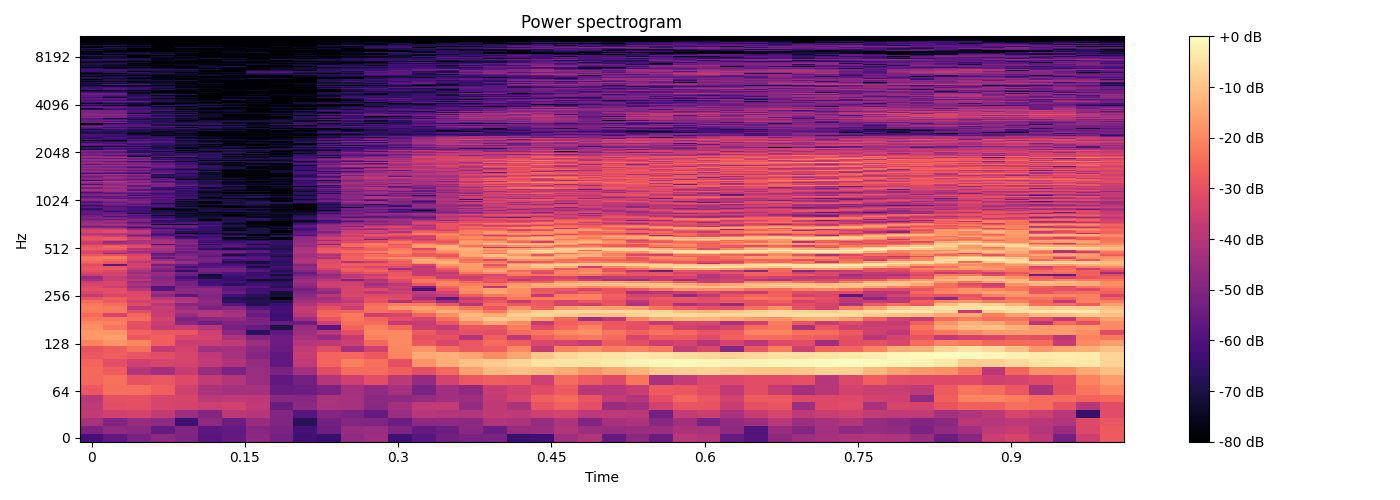 Power spectrogram
8192
4096
2048
1024
512
256
128
64
0
Hz
0 0.15 0.3 0.45 0.6 0.75 0.9
Time
+0 dB
-10 dB
-20 dB
-30 dB
-40 dB
-50 dB
-60 dB
-70 dB
-80 dB